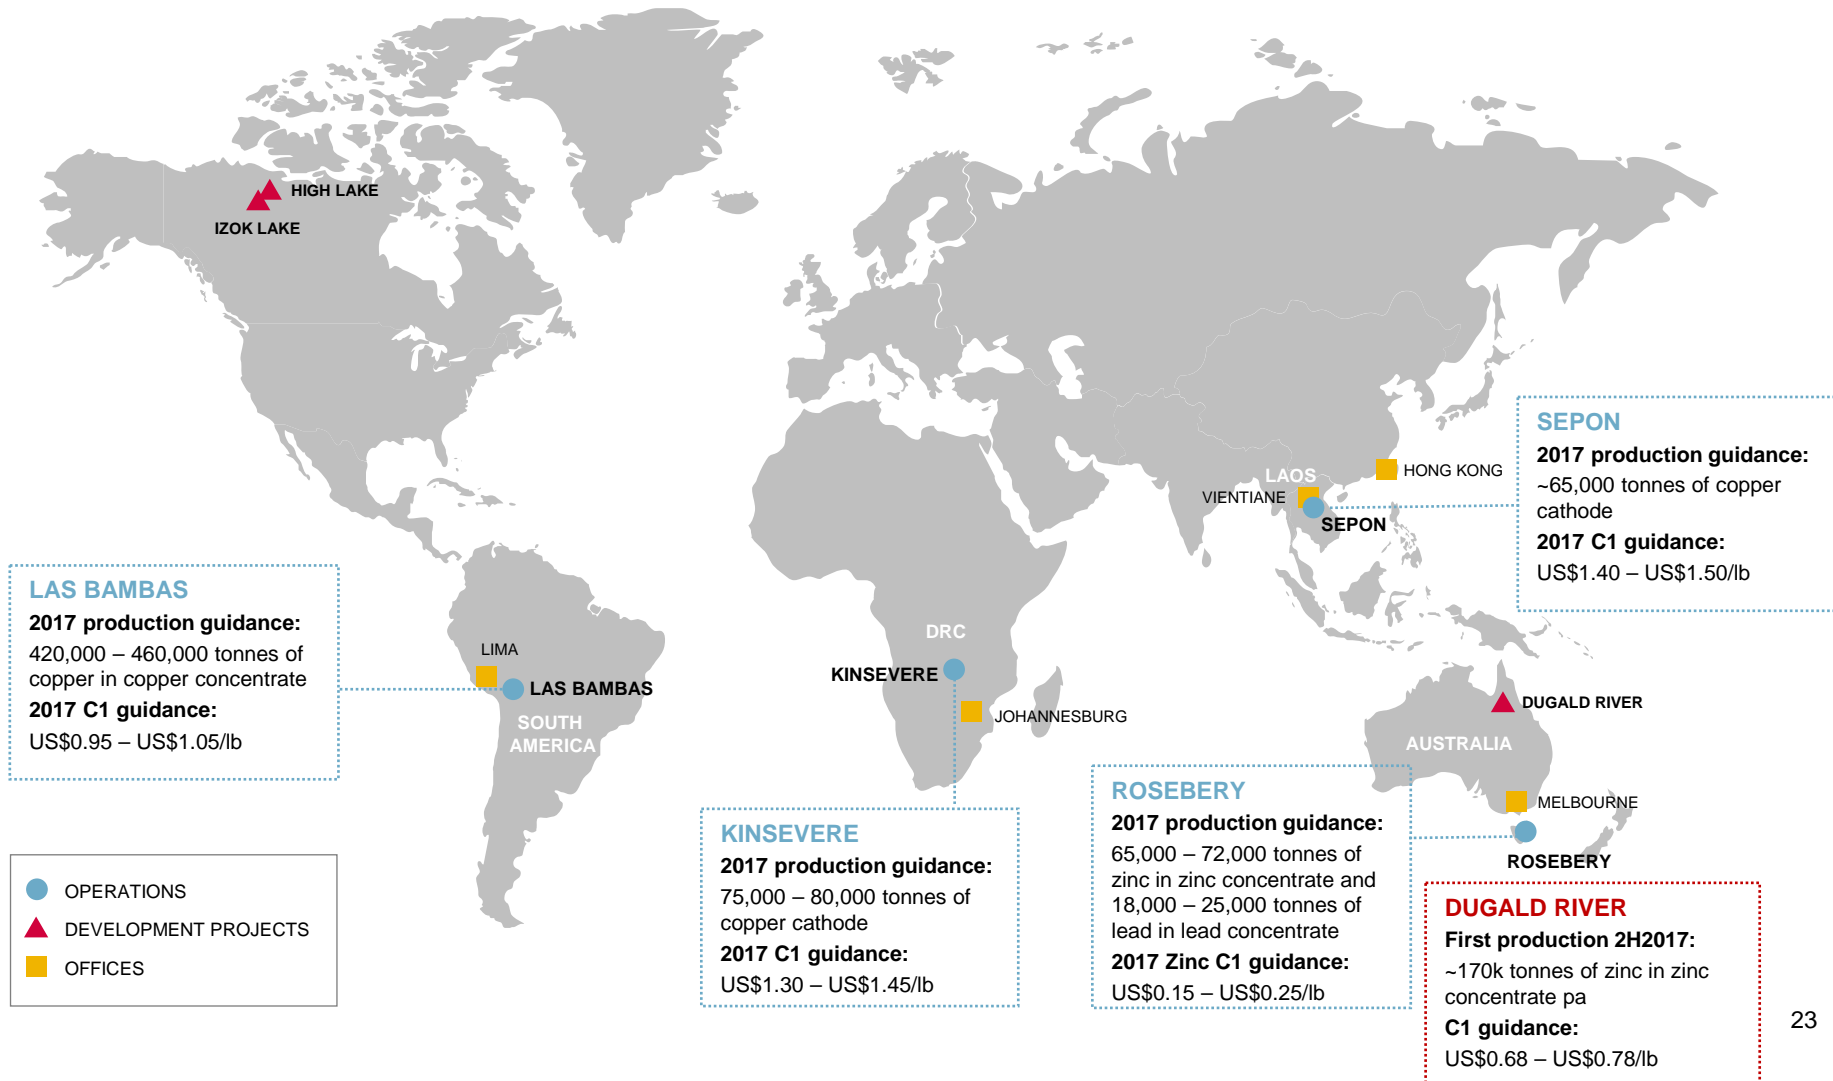 HIGH LAKE
IZOK LAKE
SEPON
2017 production guidance:
~65,000 tonnes of copper
cathode
2017 C1 guidance:
US$1.40 – US$1.50/lb
LAOS
HONG KONG
VIENTIANE
SEPON
LAS BAMBAS
2017 production guidance:
420,000 – 460,000 tonnes of
copper in copper concentrate
2017 C1 guidance:
US$0.95 – US$1.05/lb
LIMA
LAS BAMBAS
SOUTH
AMERICA
DRC
KINSEVERE
JOHANNESBURG
DUGALD RIVER
AUSTRALIA
MELBOURNE
ROSEBERY
KINSEVERE
2017 production guidance:
75,000 – 80,000 tonnes of
copper cathode
2017 C1 guidance:
US$1.30 – US$1.45/lb
ROSEBERY
2017 production guidance:
65,000 – 72,000 tonnes of
zinc in zinc concentrate and
18,000 – 25,000 tonnes of
lead in lead concentrate
2017 Zinc C1 guidance:
US$0.15 – US$0.25/lb
DUGALD RIVER
First production 2H2017:
~170k tonnes of zinc in zinc
concentrate pa
C1 guidance:
US$0.68 – US$0.78/lb
OPERATIONS
DEVELOPMENT PROJECTS
OFFICES
23